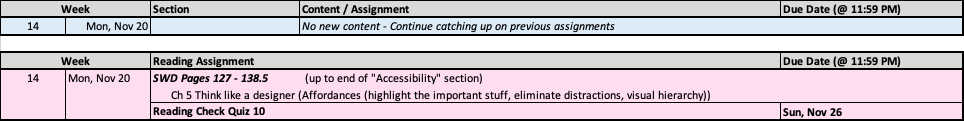 Week Section Content / Assignment Due Date (@ 11:59 PM)
14 Mon, Nov 20 No new content - Continue catching up on previous assignments
Week Reading Assignment Due Date (@ 11:59 PM)
14 Mon, Nov 20 SWD Pages 127 - 138.5 (up to end of "Accessibility" section)
Ch 5 Think like a designer (Affordances (highlight the important stuff, eliminate distractions, visual hierarchy))
Reading Check Quiz 10 Sun, Nov 26